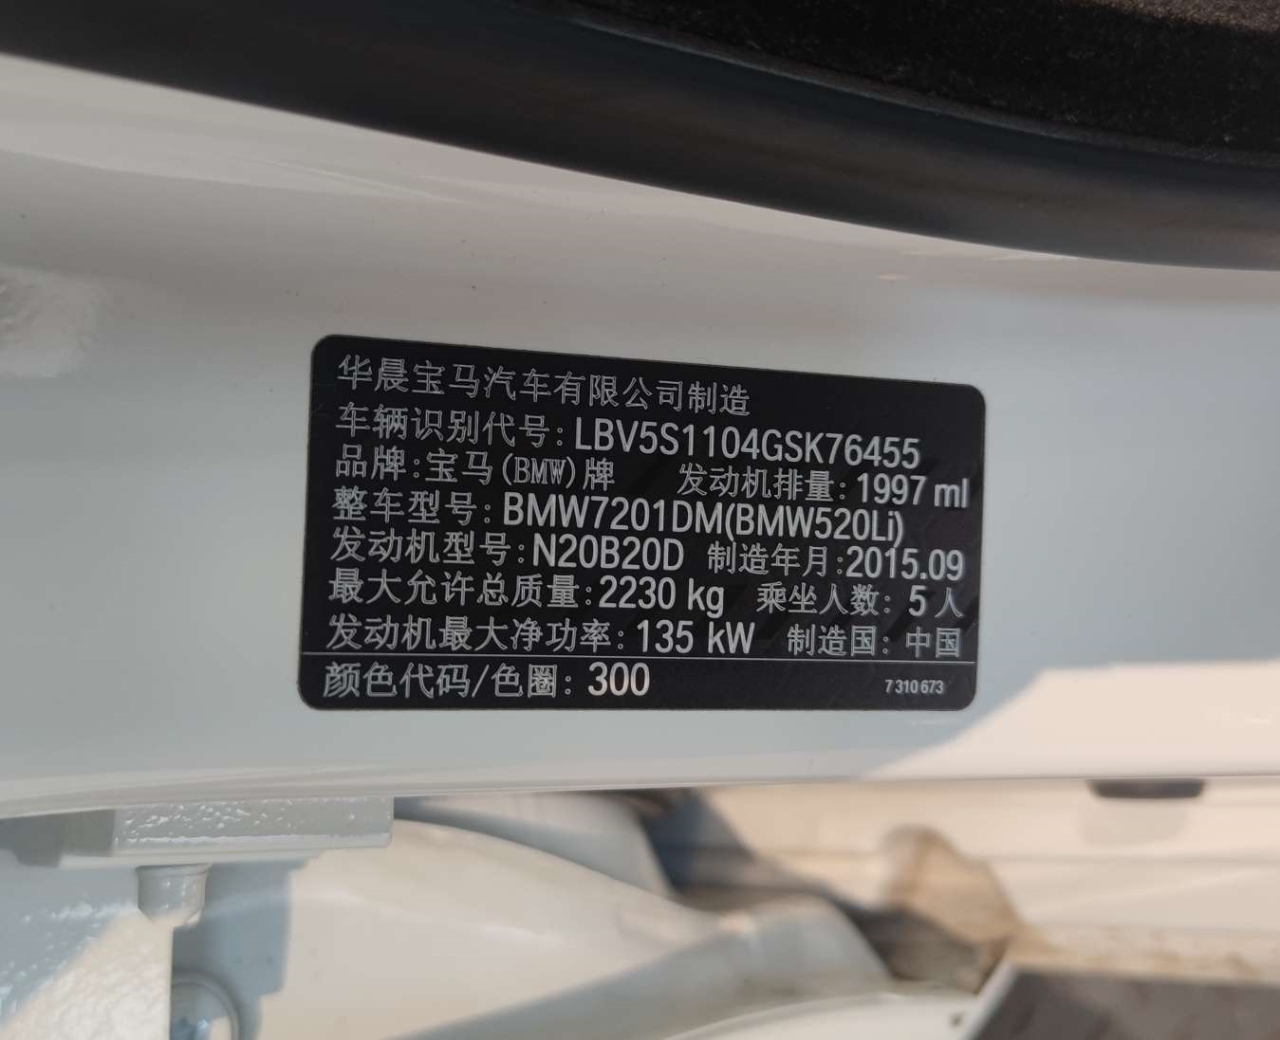 华晨宝马汽车有限公司制造
车辆识别代号: LBV5S1104GSK76455
品牌: 宝马(BMW)牌 发动机排量: 1997 ml
整车型号: BMW7201DM(BMW520Li)
发动机型号: N20B20D 制造年月: 2015.09
最大允许总质量: 2230 kg 乘坐人数: 5 人
发动机最大净功率: 135 kW 制造国: 中国
颜色代码/色圈: 300 7 310 673